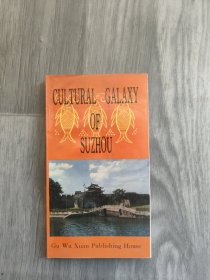 CULTURAL GALAXY
OF
SUZHOU
Gu Wu Xuan Publishing House